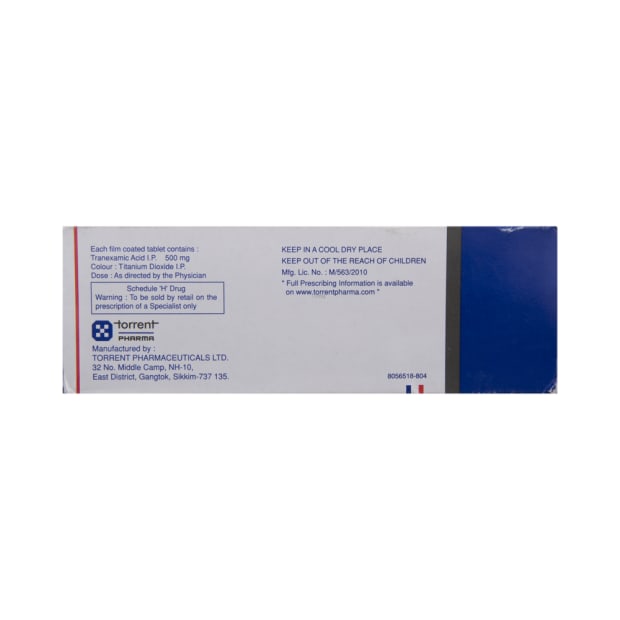 Each film coated tablet contains :
Tranexamic Acid I.P. 500 mg
Colour : Titanium Dioxide I.P.
Dose : As directed by the Physician
Schedule 'H' Drug
Warning : To be sold by retail on the
prescription of a Specialist only
torrent
PHARMA
Manufactured by :
TORRENT PHARMACEUTICALS LTD.
32 No. Middle Camp, NH-10,
East District, Gangtok, Sikkim-737 135.
KEEP IN A COOL DRY PLACE
KEEP OUT OF THE REACH OF CHILDREN
Mfg. Lic. No. : M/563/2010
" Full Prescribing Information is available
on www.torrentpharma.com "
8056518-804